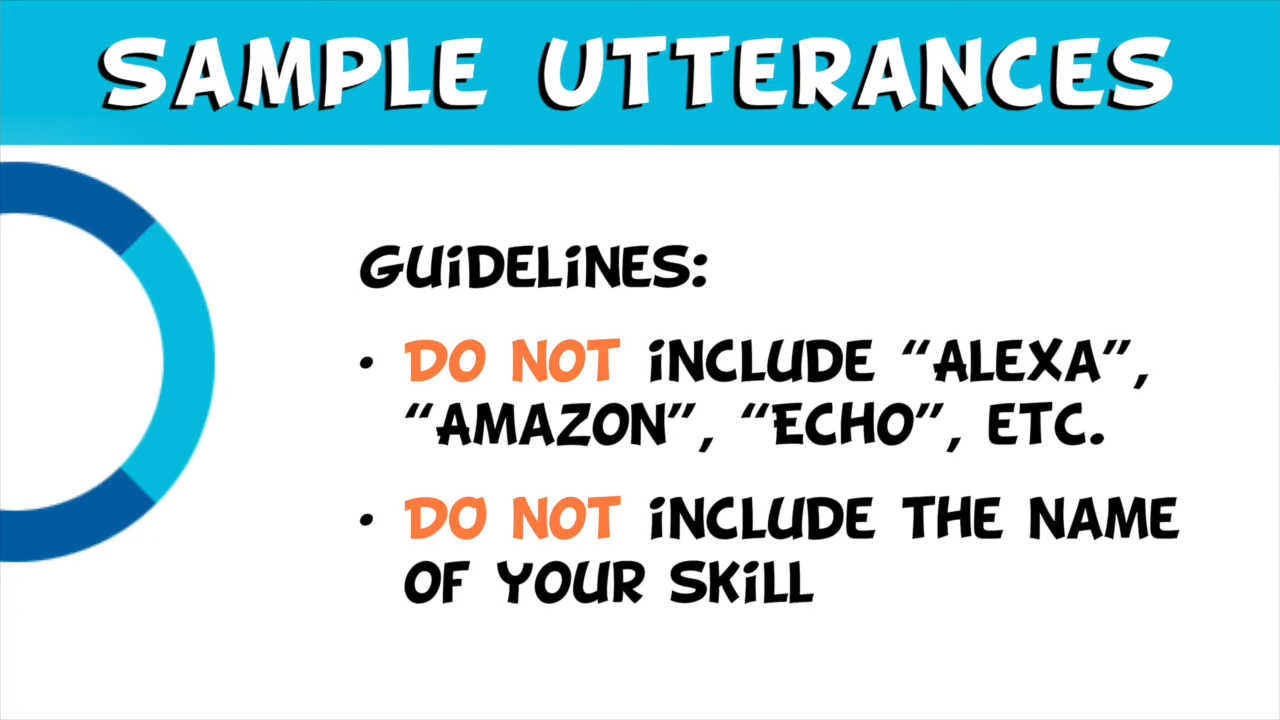 SAMPLE UTTERANCES
GUiDELiNES:
• DO NOT iNCLUDE “ALEXA”,
“AMAZON”, “ECHO”, ETC.
• DO NOT iNCLUDE THE NAME
OF YOUR SKiLL